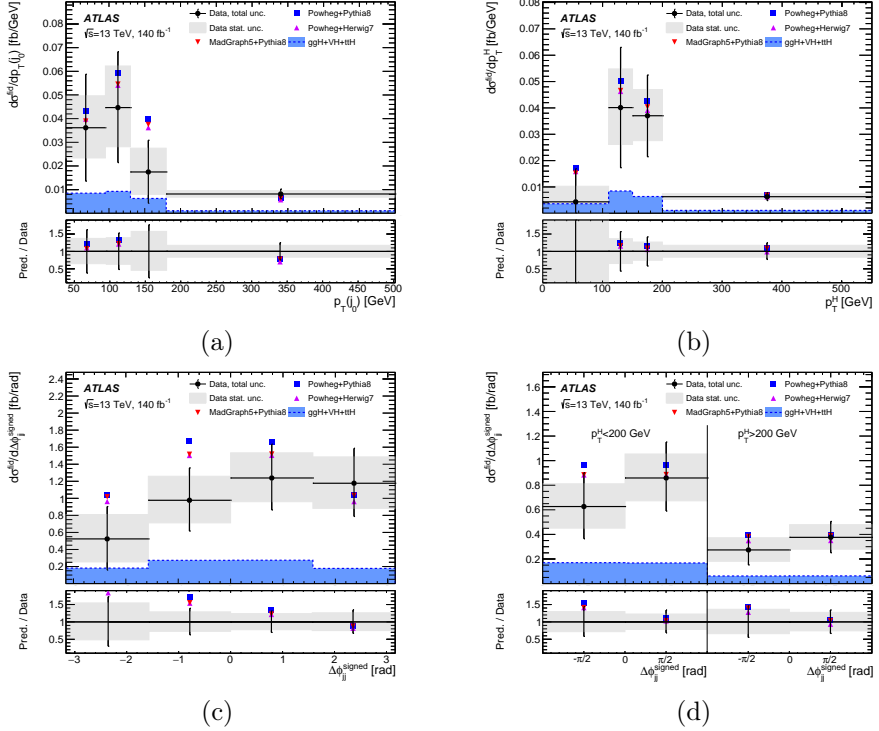 ATLAS
√s=13 TeV, 140 fb⁻¹
Data, total unc.
Data stat. unc.
MadGraph5+Pythia8
Powheg+Pythia8
Powheg+Herwig7
ggH+VH+ttH
dσ^fid/dp_T(j_0) [fb/GeV]
0.08
0.07
0.06
0.05
0.04
0.03
0.02
0.01
Pred. / Data
1.5
1
0.5
50 100 150 200 250 300 350 400 450 500
p_T(j_0) [GeV]
(a)
ATLAS
√s=13 TeV, 140 fb⁻¹
Data, total unc.
Data stat. unc.
MadGraph5+Pythia8
Powheg+Pythia8
Powheg+Herwig7
ggH+VH+ttH
dσ^fid/dp_T^H [fb/GeV]
0.08
0.07
0.06
0.05
0.04
0.03
0.02
0.01
Pred. / Data
1.5
1
0.5
0 100 200 300 400 500
p_T^H [GeV]
(b)
ATLAS
√s=13 TeV, 140 fb⁻¹
Data, total unc.
Data stat. unc.
MadGraph5+Pythia8
Powheg+Pythia8
Powheg+Herwig7
ggH+VH+ttH
dσ^fid/dΔϕ_jj^signed [fb/rad]
2.4
2.2
2
1.8
1.6
1.4
1.2
1
0.8
0.6
0.4
0.2
Pred. / Data
1.5
1
0.5
−3 −2 −1 0 1 2 3
Δϕ_jj^signed [rad]
(c)
ATLAS
√s=13 TeV, 140 fb⁻¹
Data, total unc.
Data stat. unc.
MadGraph5+Pythia8
Powheg+Pythia8
Powheg+Herwig7
ggH+VH+ttH
p_T^H<200 GeV
p_T^H>200 GeV
dσ^fid/dΔϕ_jj^signed [fb/rad]
1.6
1.4
1.2
1
0.8
0.6
0.4
0.2
Pred. / Data
1.5
1
0.5
-π/2 0 π/2 -π/2 0 π/2
Δϕ_jj^signed [rad] Δϕ_jj^signed [rad]
(d)